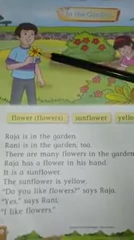 In the Garden
flower (flowers) sunflower yello
Raja is in the garden.
Rani is in the garden, too.
There are many flowers in the garden.
Raja has a flower in his hand.
It is a sunflower.
The sunflower is yellow.
"Do you like flowers?" says Raja.
"Yes," says Rani.
"I like flowers."